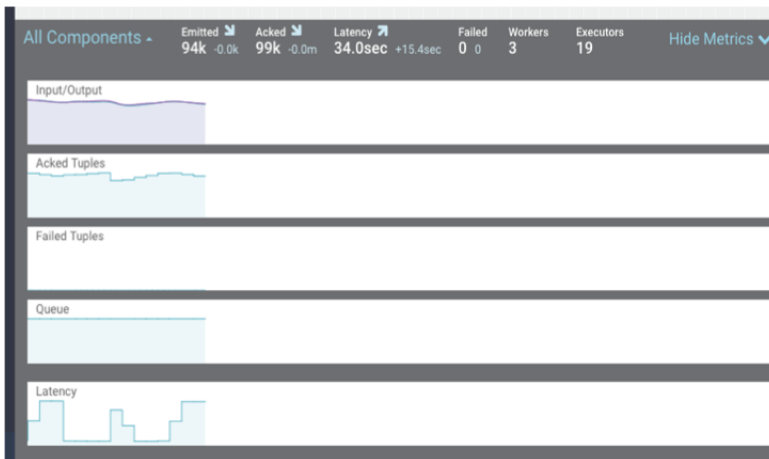 All Components
Emitted Acked Latency Failed Workers Executors
94k -0.0k 99k -0.0m 34.0sec +15.4sec 0 0 3 19
Hide Metrics
Input/Output
Acked Tuples
Failed Tuples
Queue
Latency